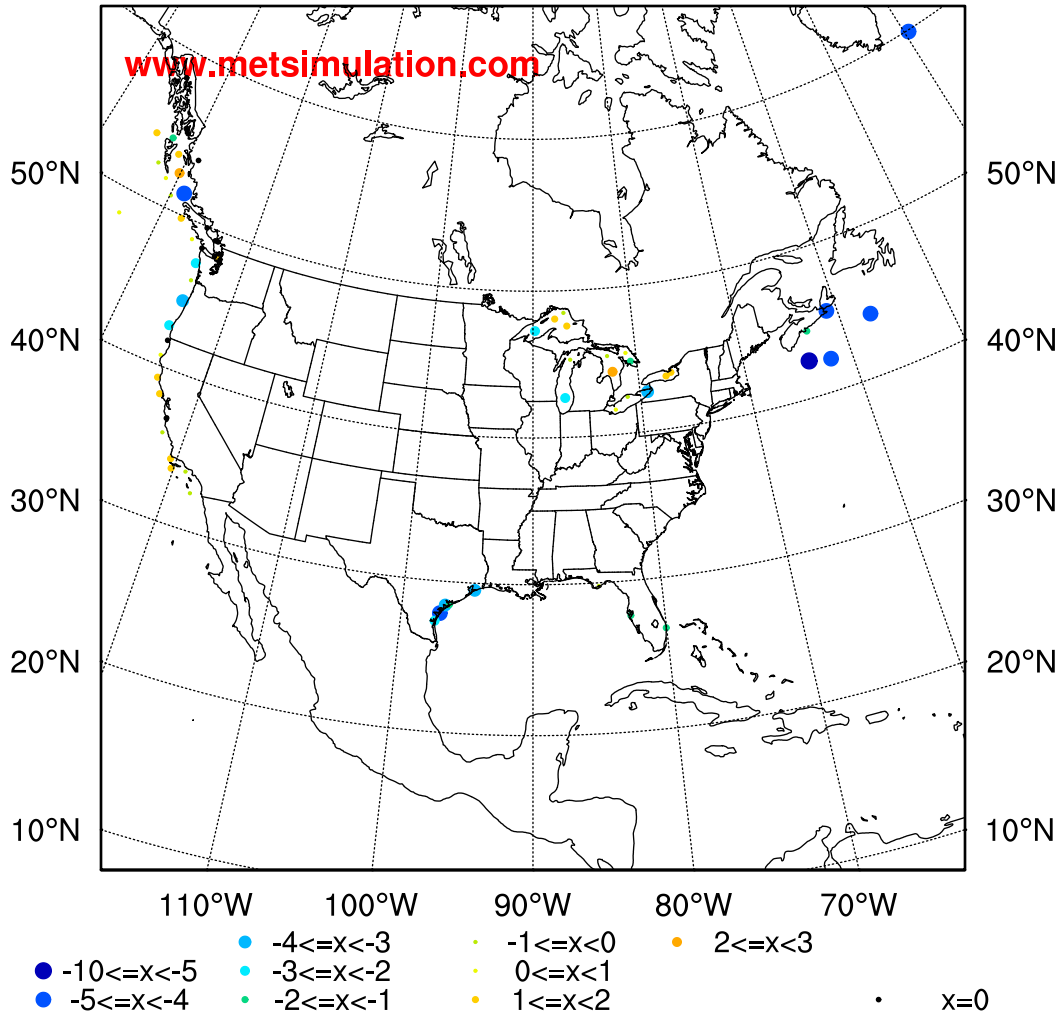 www.metsimulation.com
50°N 50°N
40°N 40°N
30°N 30°N
20°N 20°N
10°N 10°N
110°W 100°W 90°W 80°W 70°W
-4<=x<-3 -1<=x<0 2<=x<3
-10<=x<-5 -3<=x<-2 0<=x<1
-5<=x<-4 -2<=x<-1 1<=x<2 x=0